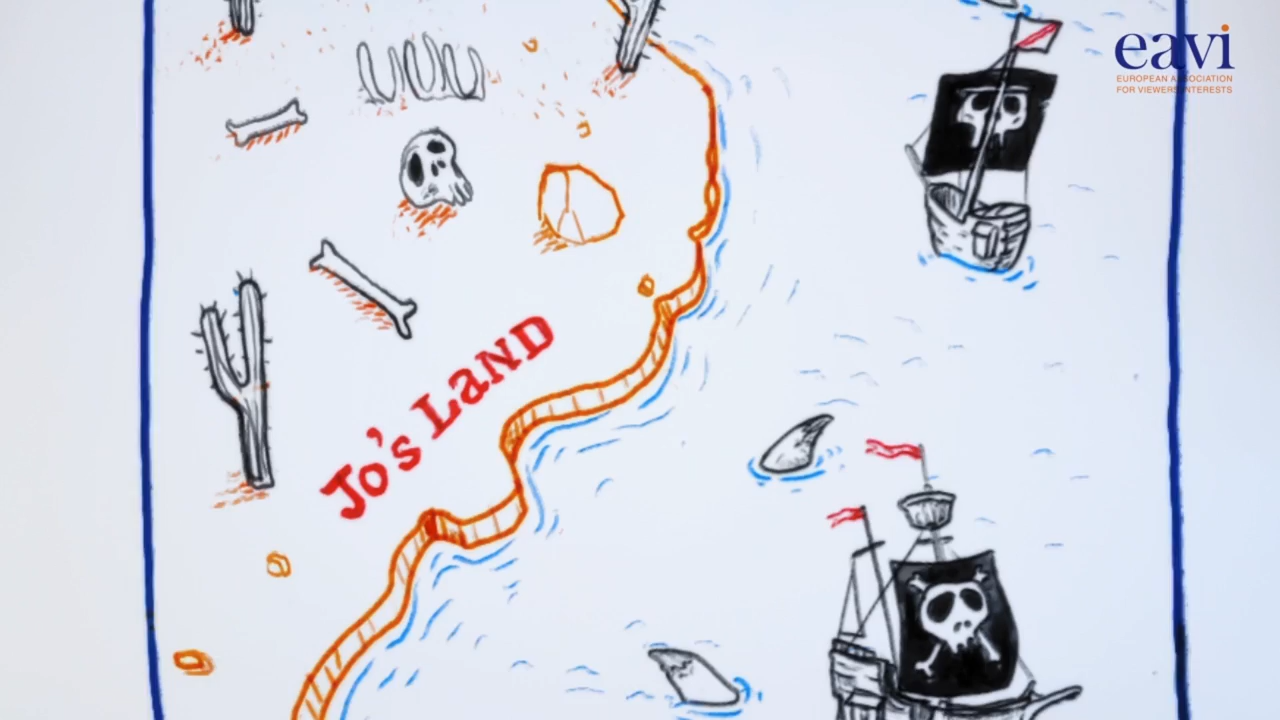 eavi
EUROPEAN ASSOCIATION
FOR VIEWERS INTERESTS
Jo's LaND